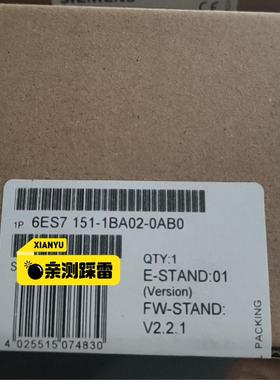 SIEMENS
1P 6ES7 151-1BA02-0AB0
XIANYU
亲测踩雷
S
QTY:1
E-STAND:01
(Version)
FW-STAND:
V2.2.1
4 025515 074830
PACKING